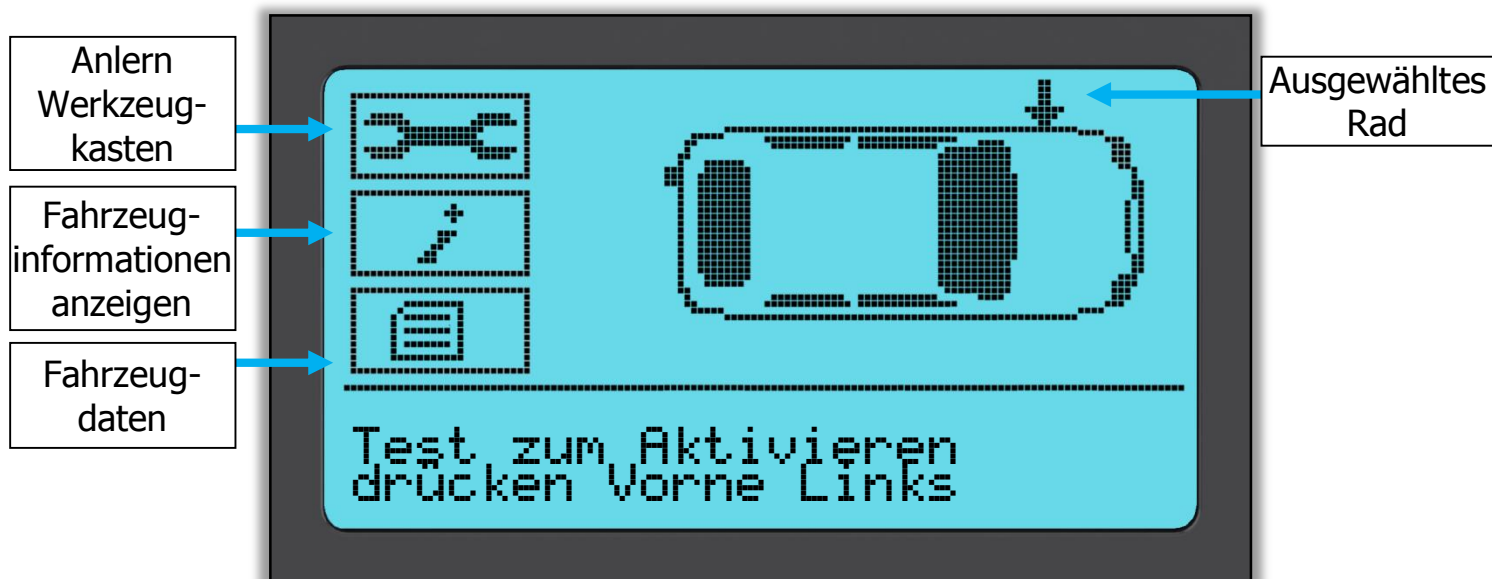 Anlern
Werkzeug-
kasten
Fahrzeug-
informationen
anzeigen
Fahrzeug-
daten
Ausgewähltes
Rad
Test zum Aktivieren
drücken Vorne Links